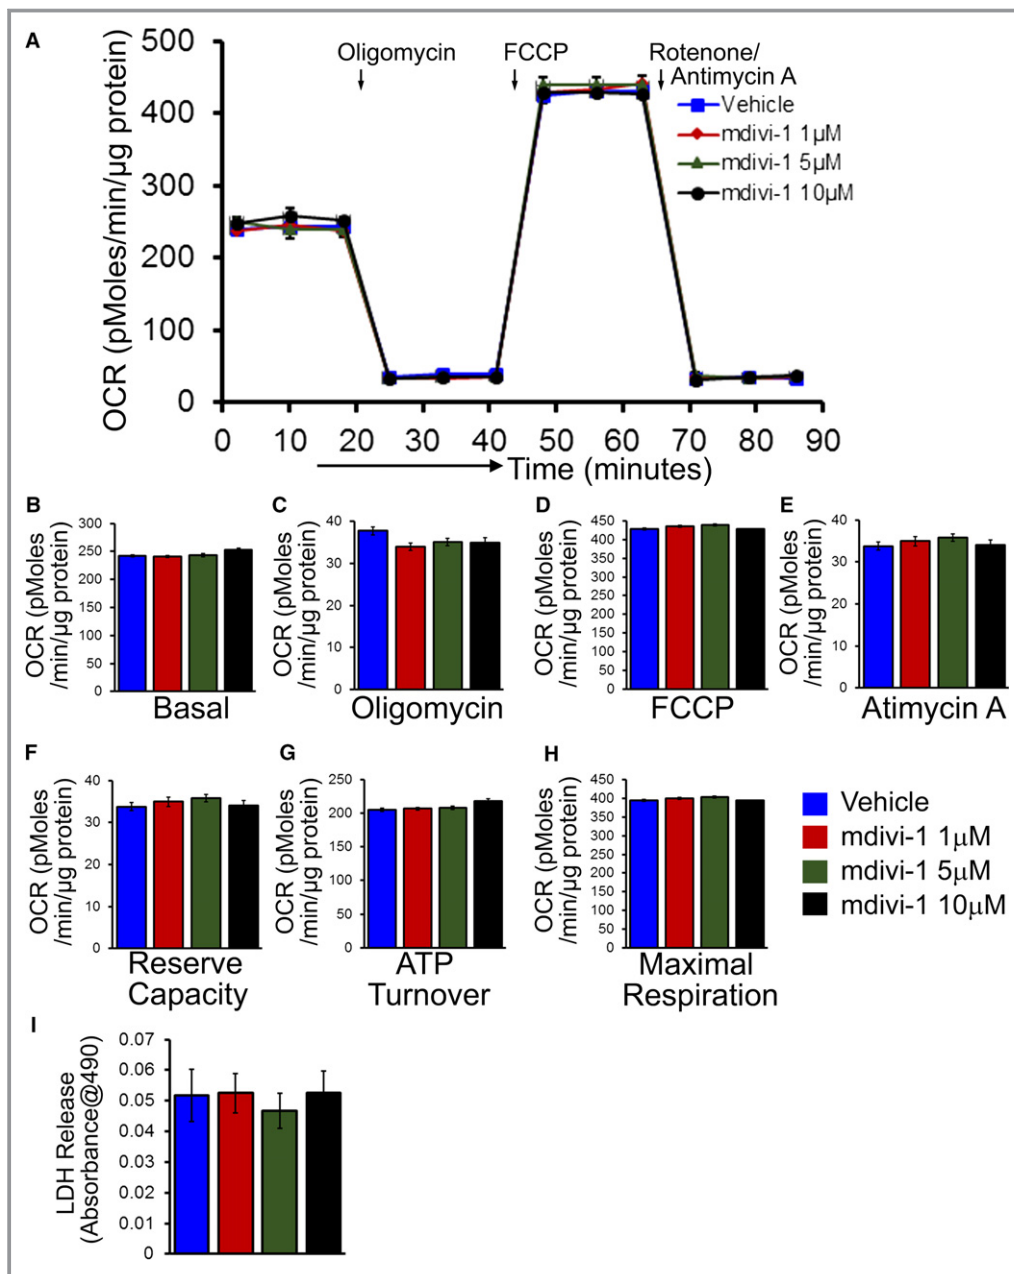 A
OCR (pMoles/min/µg protein)
500
400
300
200
100
0
Oligomycin
FCCP
Rotenone/
Antimycin A
Vehicle
mdivi-1 1µM
mdivi-1 5µM
mdivi-1 10µM
0 10 20 30 40 50 60 70 80 90
Time (minutes)
B
OCR (pMoles
/min/µg protein)
300
250
200
150
100
50
0
Basal
C
OCR (pMoles
/min/µg protein)
40
30
20
10
0
Oligomycin
D
OCR (pMoles
/min/µg protein)
450
400
350
300
250
400
150
100
50
0
FCCP
E
OCR (pMoles
/min/µg protein)
40
30
20
10
0
Atimycin A
F
OCR (pMoles
/min/µg protein)
40
30
20
10
0
Reserve
Capacity
G
OCR (pMoles
/min/µg protein)
250
200
150
100
50
0
ATP
Turnover
H
OCR (pMoles
/min/µg protein)
450
400
350
300
250
400
150
100
50
0
Maximal
Respiration
Vehicle
mdivi-1 1µM
mdivi-1 5µM
mdivi-1 10µM
I
LDH Release
(Absorbance@490)
0.07
0.06
0.05
0.04
0.03
0.02
0.01
0